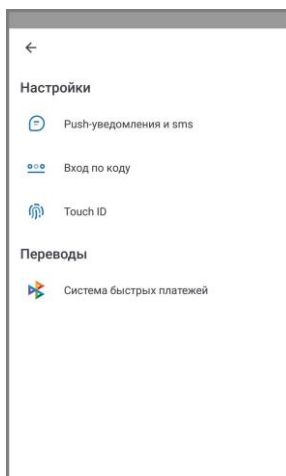 Настройки
Push-уведомления и sms
Вход по коду
Touch ID
Переводы
Система быстрых платежей